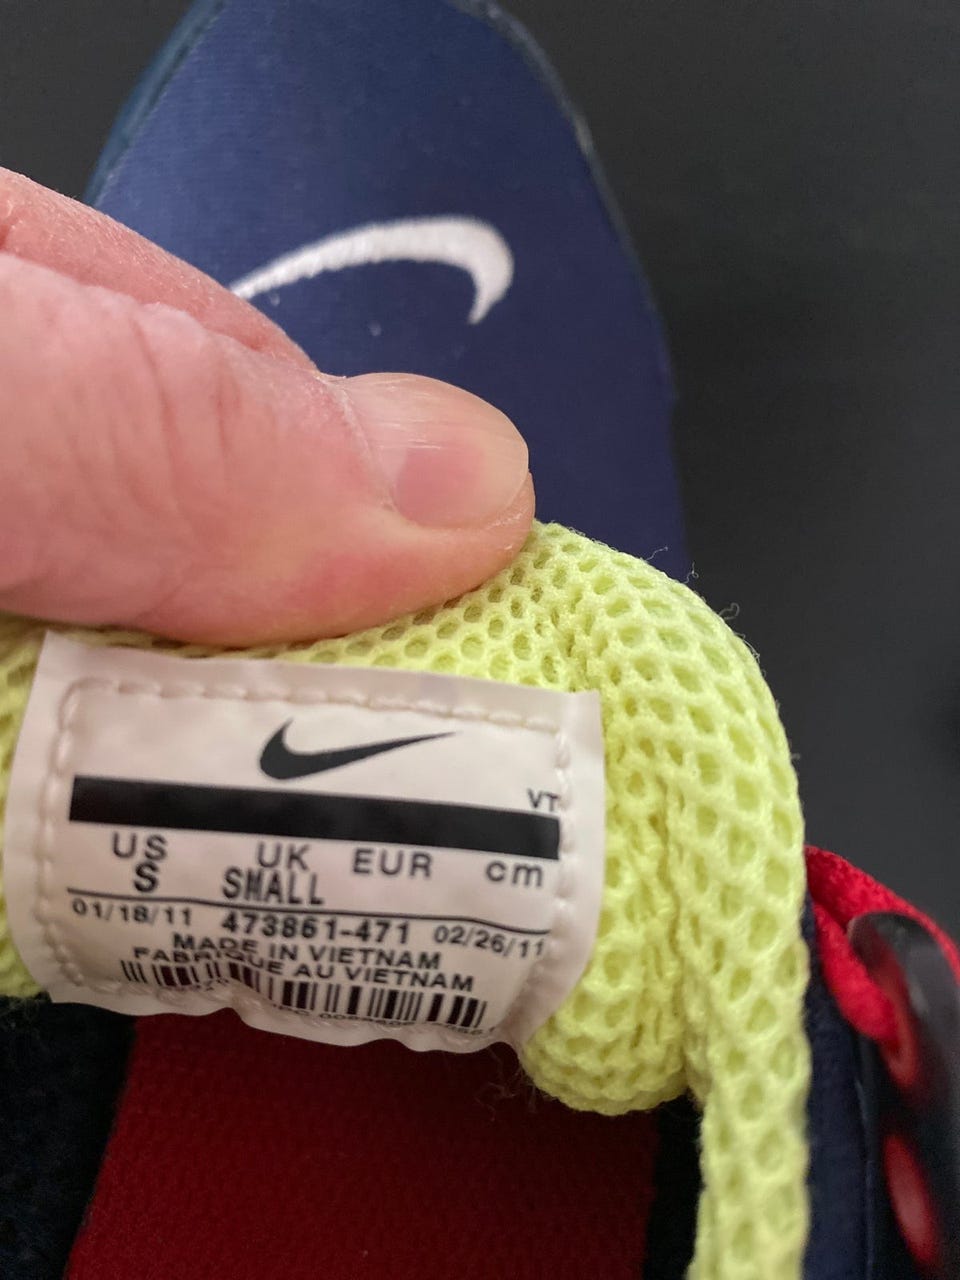 VT
US UK EUR cm
S SMALL
01/18/11 473861-471 02/26/11
MADE IN VIETNAM
FABRIQUE AU VIETNAM